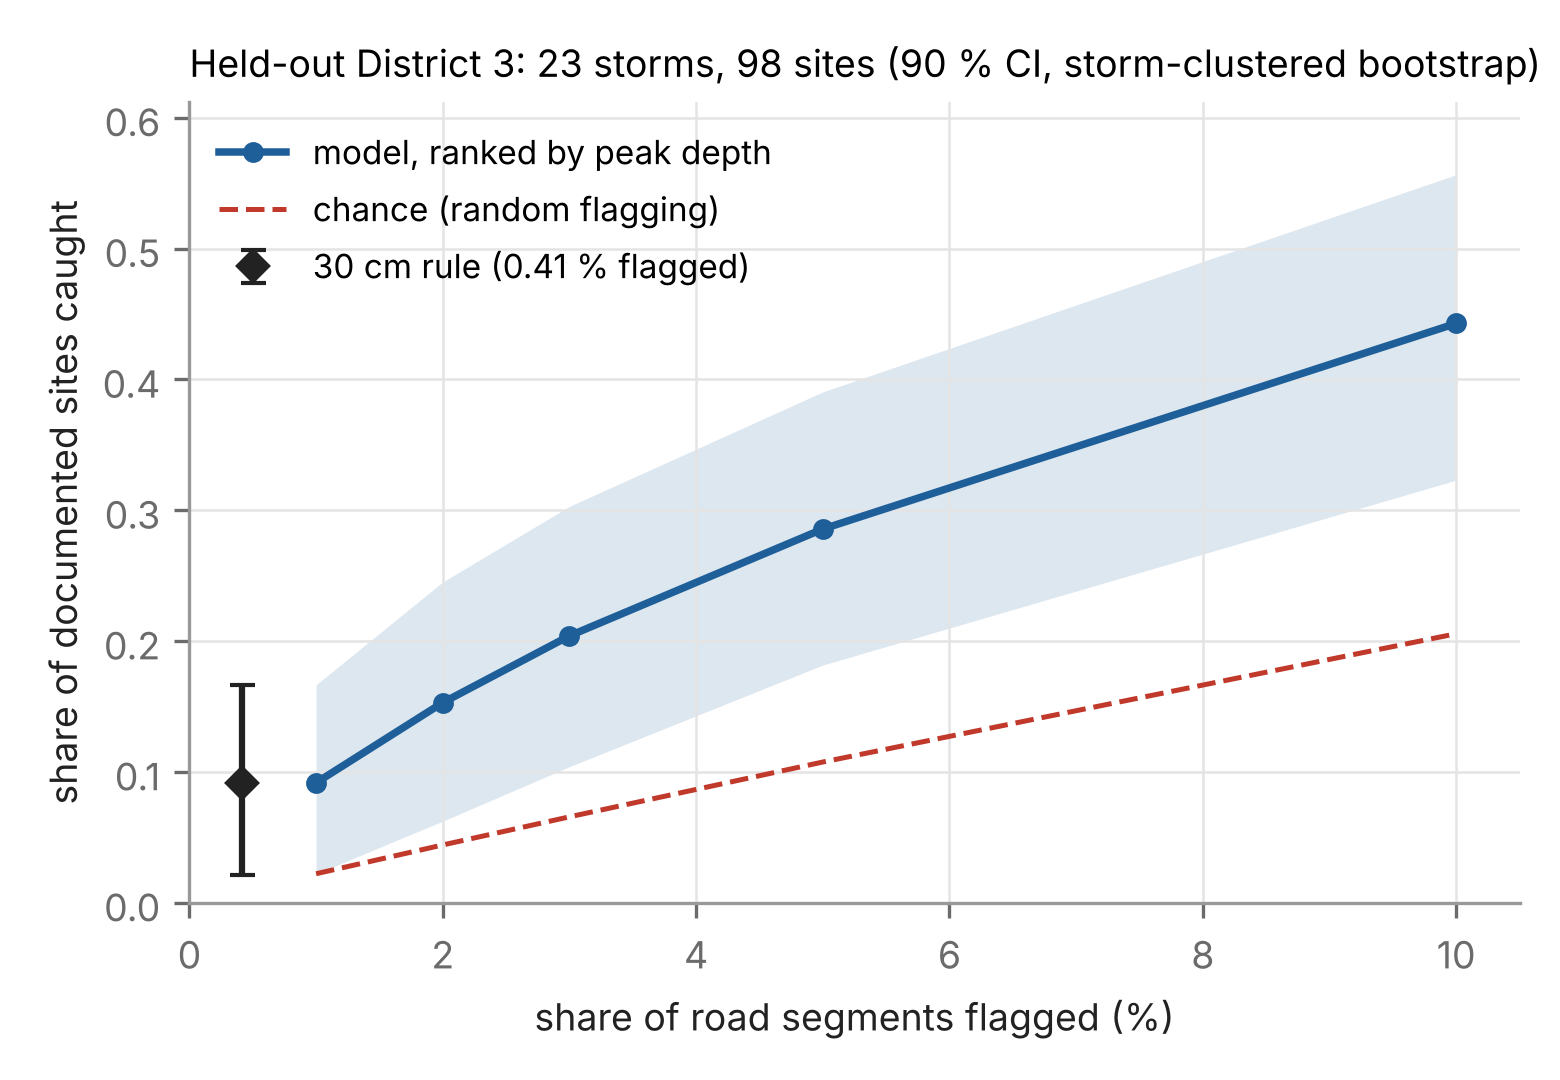 Held-out District 3: 23 storms, 98 sites (90 % CI, storm-clustered bootstrap)
model, ranked by peak depth
chance (random flagging)
30 cm rule (0.41 % flagged)
share of documented sites caught
0.6
0.5
0.4
0.3
0.2
0.1
0.0
0
2
4
6
8
10
share of road segments flagged (%)